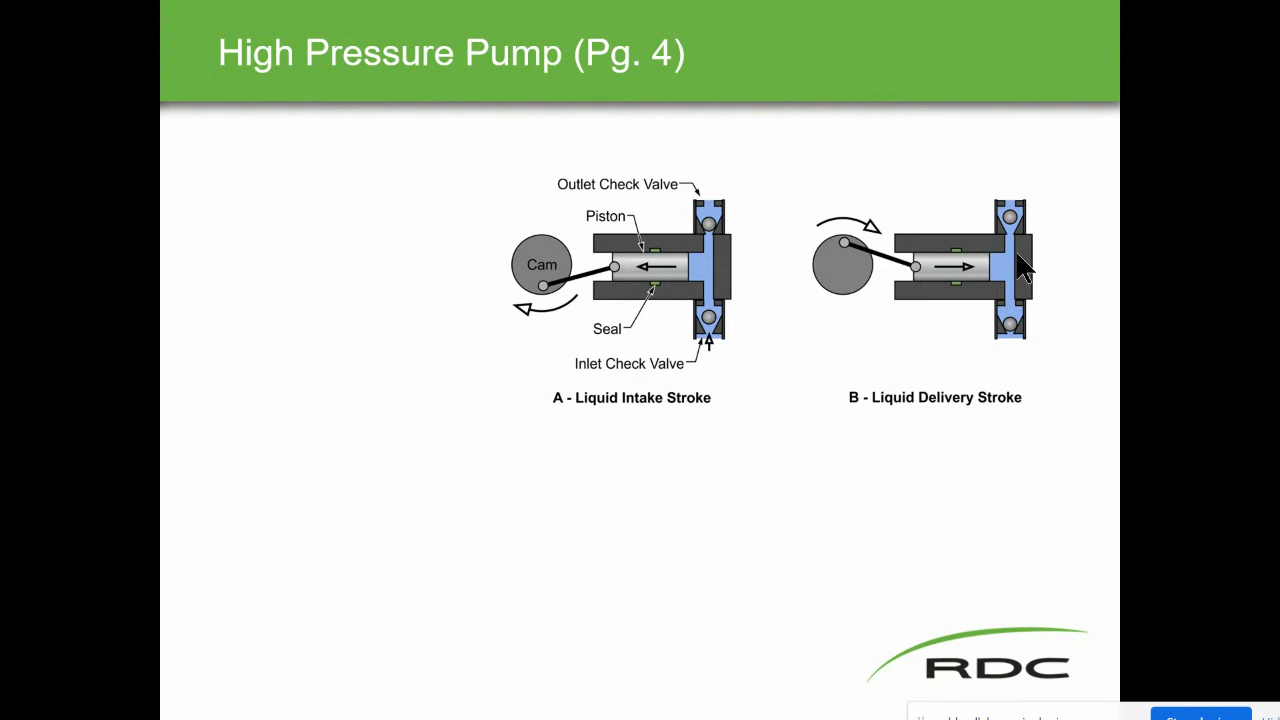 High Pressure Pump (Pg. 4)
Outlet Check Valve
Piston
Cam
Seal
Inlet Check Valve
A - Liquid Intake Stroke
B - Liquid Delivery Stroke
RDC